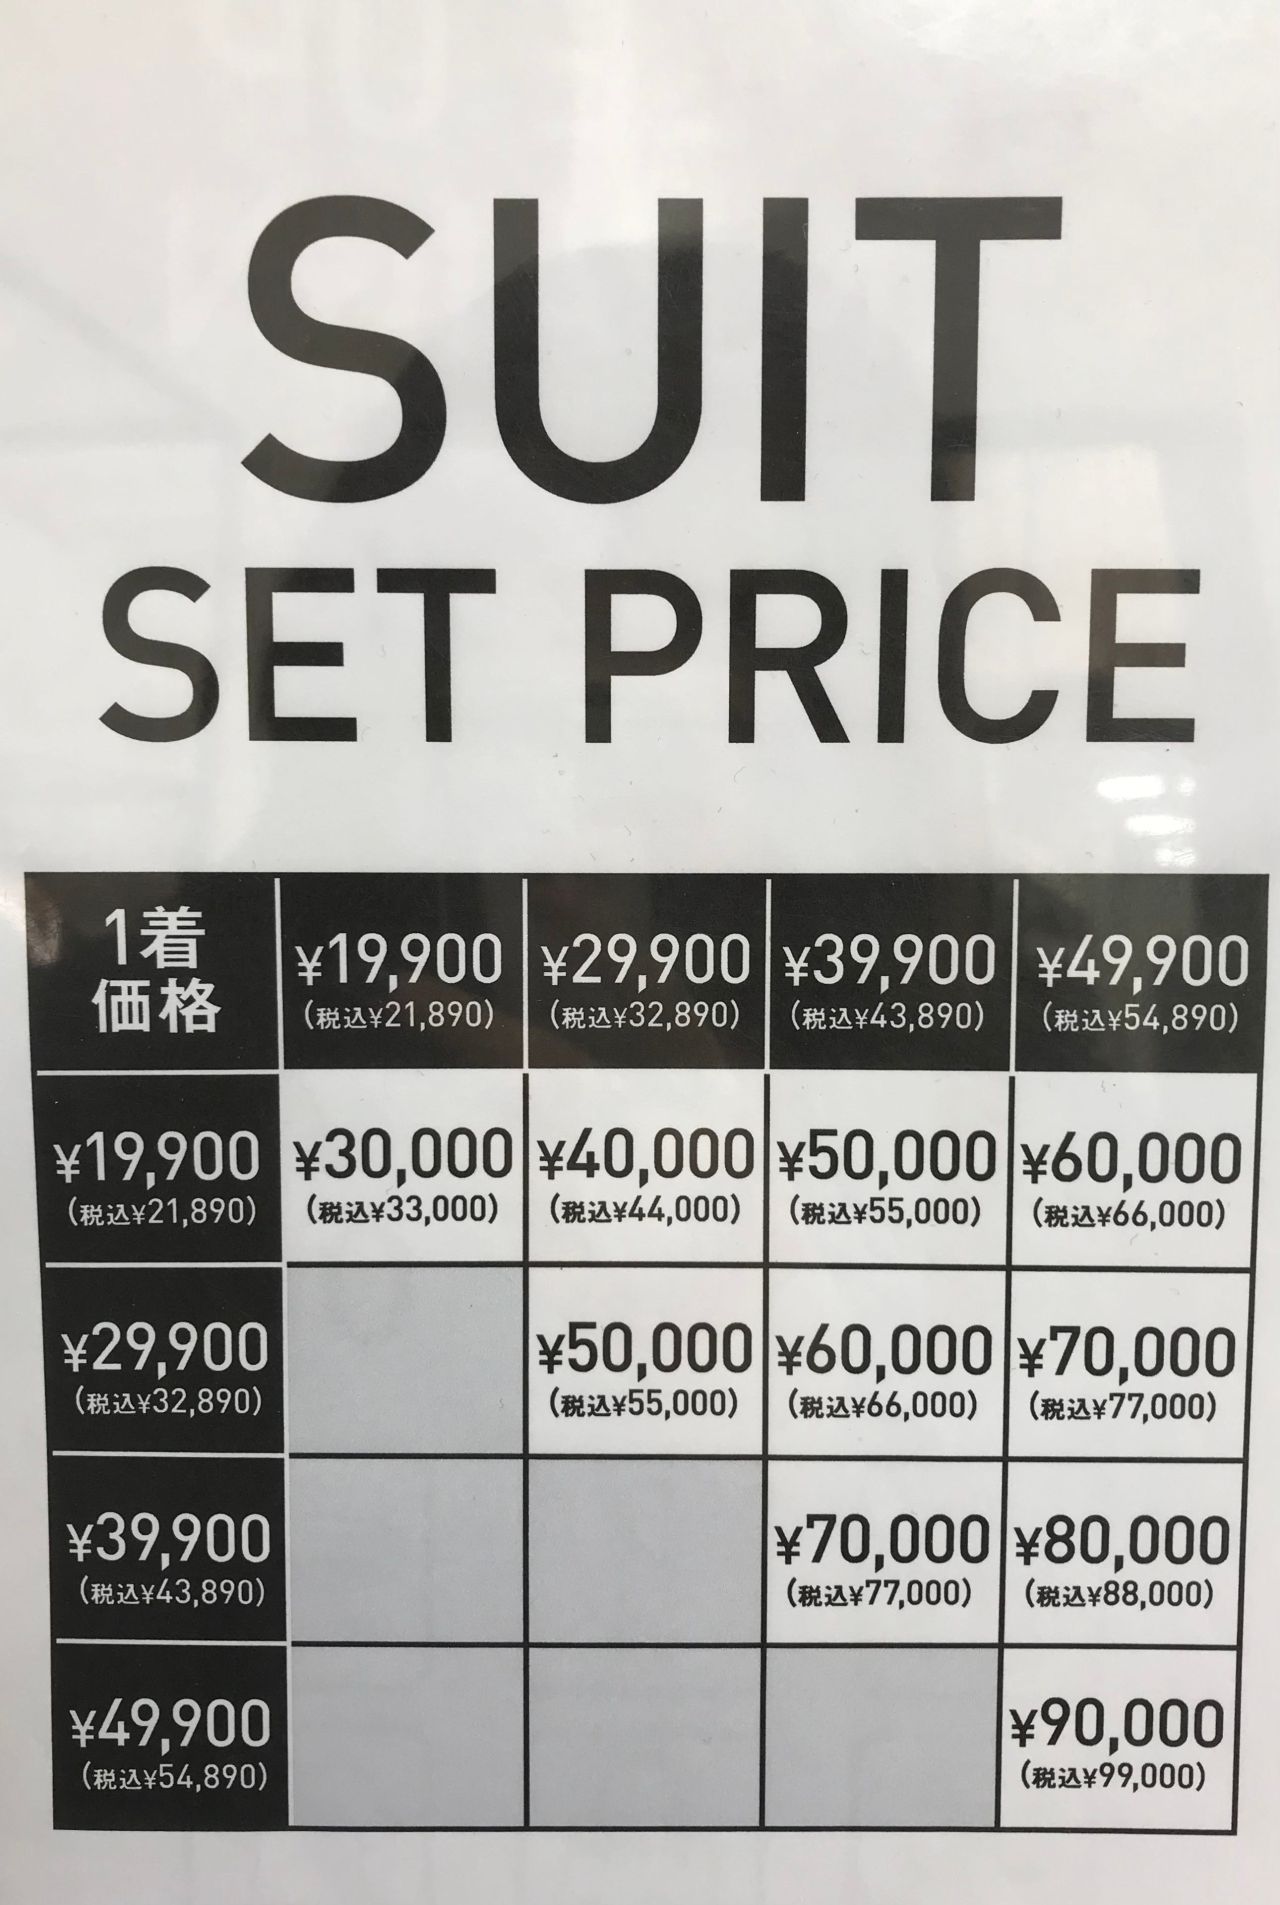 SUIT
SET PRICE
1着
価格
¥19,900 ¥29,900 ¥39,900 ¥49,900
(税込¥21,890) (税込¥32,890) (税込¥43,890) (税込¥54,890)
¥19,900 ¥30,000 ¥40,000 ¥50,000 ¥60,000
(税込¥21,890) (税込¥33,000) (税込¥44,000) (税込¥55,000) (税込¥66,000)
¥29,900 ¥50,000 ¥60,000 ¥70,000
(税込¥32,890) (税込¥55,000) (税込¥66,000) (税込¥77,000)
¥39,900 ¥70,000 ¥80,000
(税込¥43,890) (税込¥77,000) (税込¥88,000)
¥49,900 ¥90,000
(税込¥54,890) (税込¥99,000)